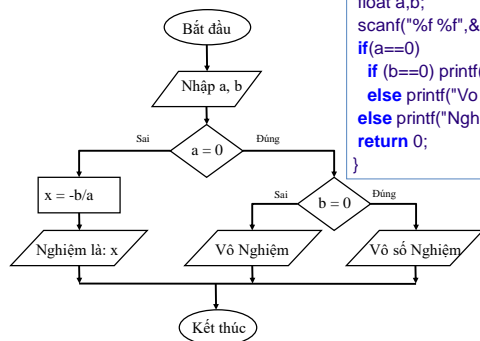 Bắt đầu
Nhập a, b
a = 0
Sai
Đúng
x = -b/a
b = 0
Sai
Đúng
Nghiệm là: x
Vô Nghiệm
Vô số Nghiệm
Kết thúc
float a,b;
scanf("%f %f",&
if(a==0)
if (b==0) printf(
else printf("Vo
else printf("Ngh
return 0;
}